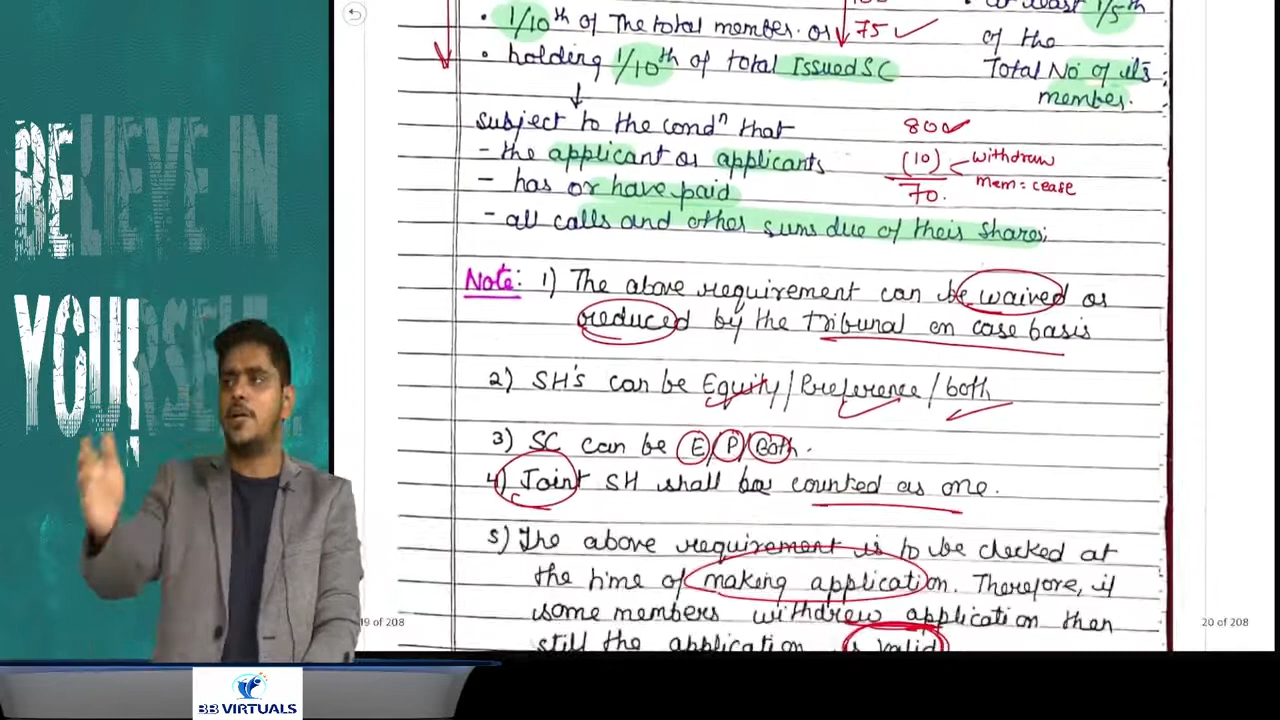 BELIEVE IN
YOURSELF
• 1/10th of The total member. or
75
• holding 1/10th of total Issued SC
1/5th
of the
Total No of its
member.
subject to the condn that
- the applicant or applicants
- has or have paid
- all calls and other sums due of their shares;
800
(10) withdraw
mem: cease
70.
Note: 1) The above requirement can be waived or
reduced by the tribunal on case basis
2) SH's can be Equity/Preference/both
3) SC can be E/P/Both.
4) Joint SH shall be counted as one.
5) The above requirement is to be checked at
the time of making application. Therefore, if
some members withdrew application then
still the application is valid
19 of 208
20 of 208
BB VIRTUALS